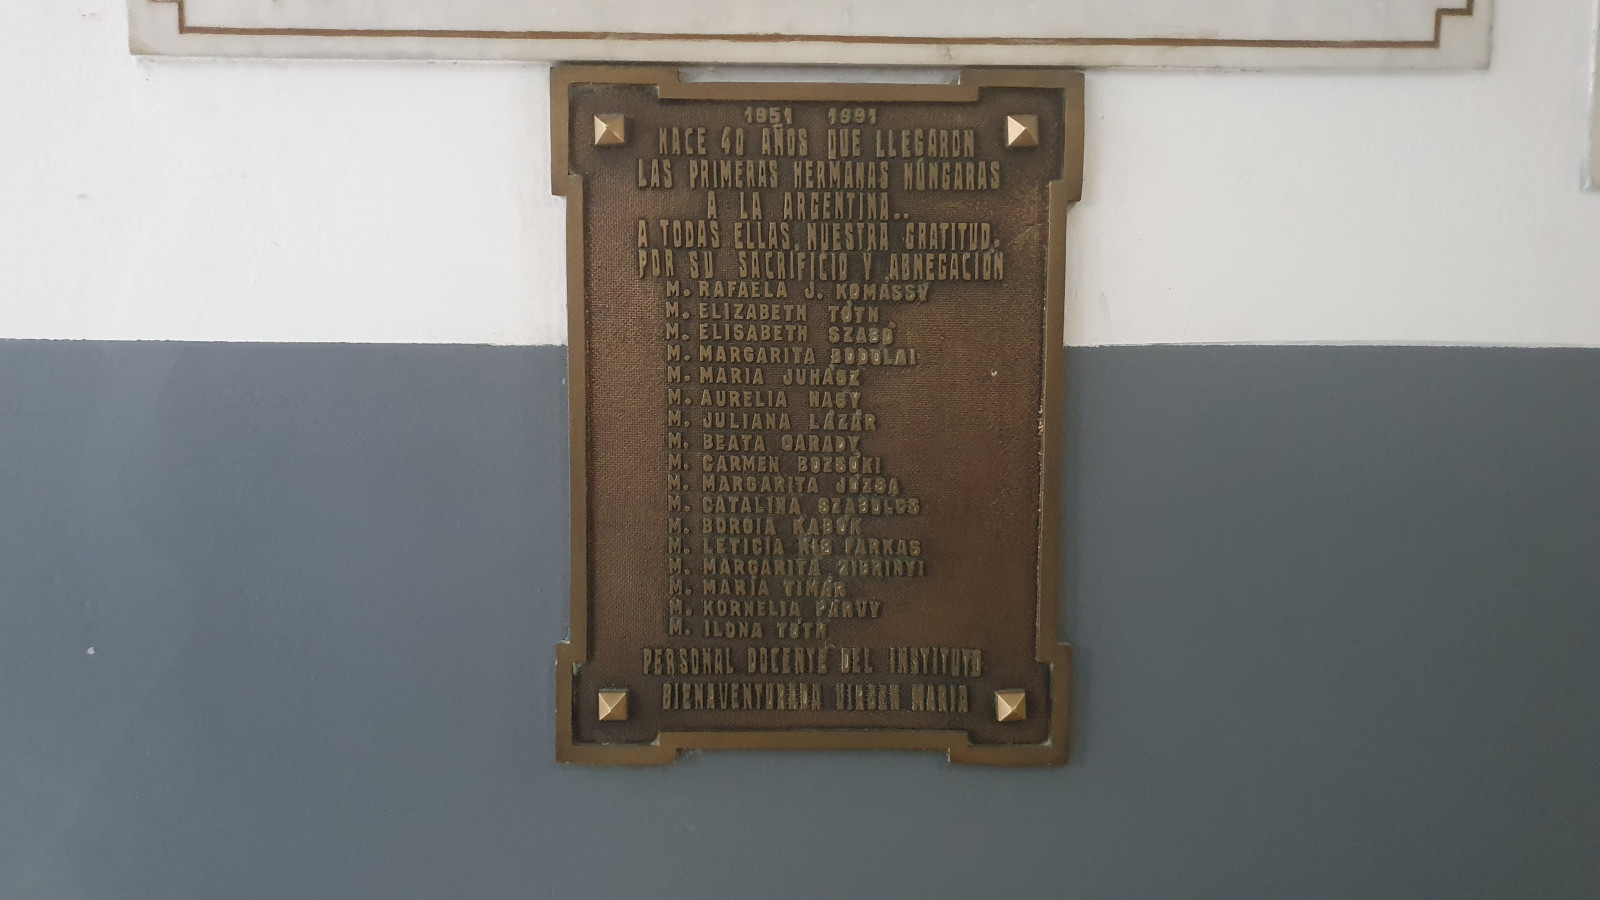 1951 1991
HACE 40 AÑOS QUE LLEGARON
LAS PRIMERAS HERMANAS HÚNGARAS
A LA ARGENTINA..
A TODAS ELLAS, NUESTRA GRATITUD,
POR SU SACRIFICIO Y ABNEGACIÓN
M. RAFAELA J. KOMÁSSY
M. ELIZABETH TÓTH
M. ELISABETH SZABÓ
M. MARGARITA BODOLAI
M. MARIA JUHÁSZ
M. AURELIA NAGY
M. JULIANA LÁZÁR
M. BEATA GARADY
M. CARMEN BOZSÓKI
M. MARGARITA JÓZSA
M. CATALINA SZABOLCS
M. BORGIA KABÓK
M. LETICIA KIS FARKAS
M. MARGARITA ZIBRINYI
M. MARÍA TIMÁR
M. KORNELIA PÁRVY
M. ILONA TÓTH
PERSONAL DOCENTE DEL INSTITUTO
BIENAVENTURADA VIRGEN MARIA